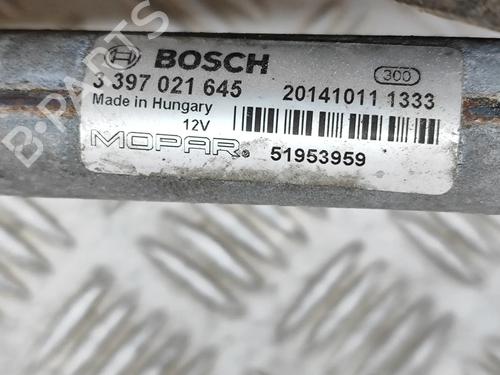 BOSCH
300
3 397 021 645
20141011 1333
Made in Hungary
12V
MOPAR®
51953959
B-PARTS